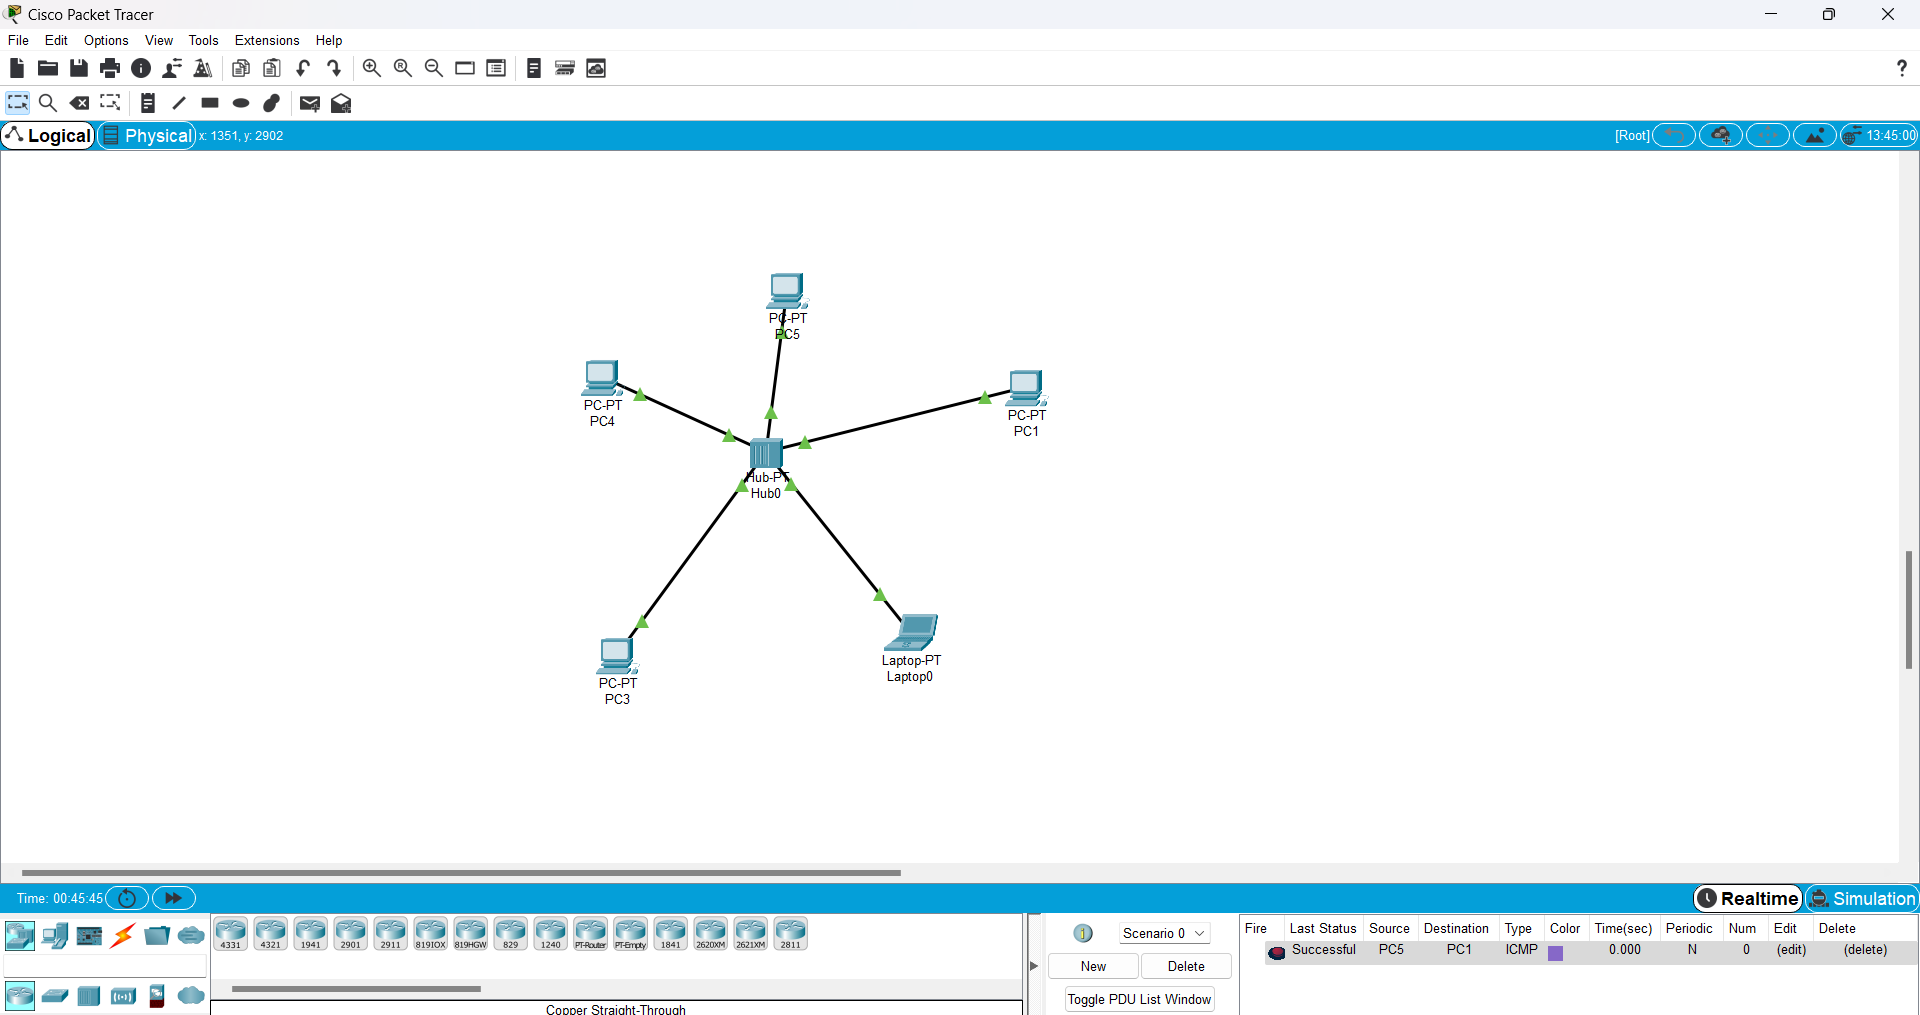 Cisco Packet Tracer
File Edit Options View Tools Extensions Help
Logical Physical x: 1351, y: 2902 [Root] 13:45:00
PC-PT
PC5
PC-PT
PC4
PC-PT
PC1
Hub-PT
Hub0
Laptop-PT
Laptop0
PC-PT
PC3
Time: 00:45:45 Realtime Simulation
4331 4321 1941 2901 2911 819IOX 819HGW 829 1240 PT-Router PT-Empty 1841 2620XM 2621XM 2811
Copper Straight-Through
Scenario 0
New Delete
Toggle PDU List Window
Fire Last Status Source Destination Type Color Time(sec) Periodic Num Edit Delete
Successful PC5 PC1 ICMP 0.000 N 0 (edit) (delete)